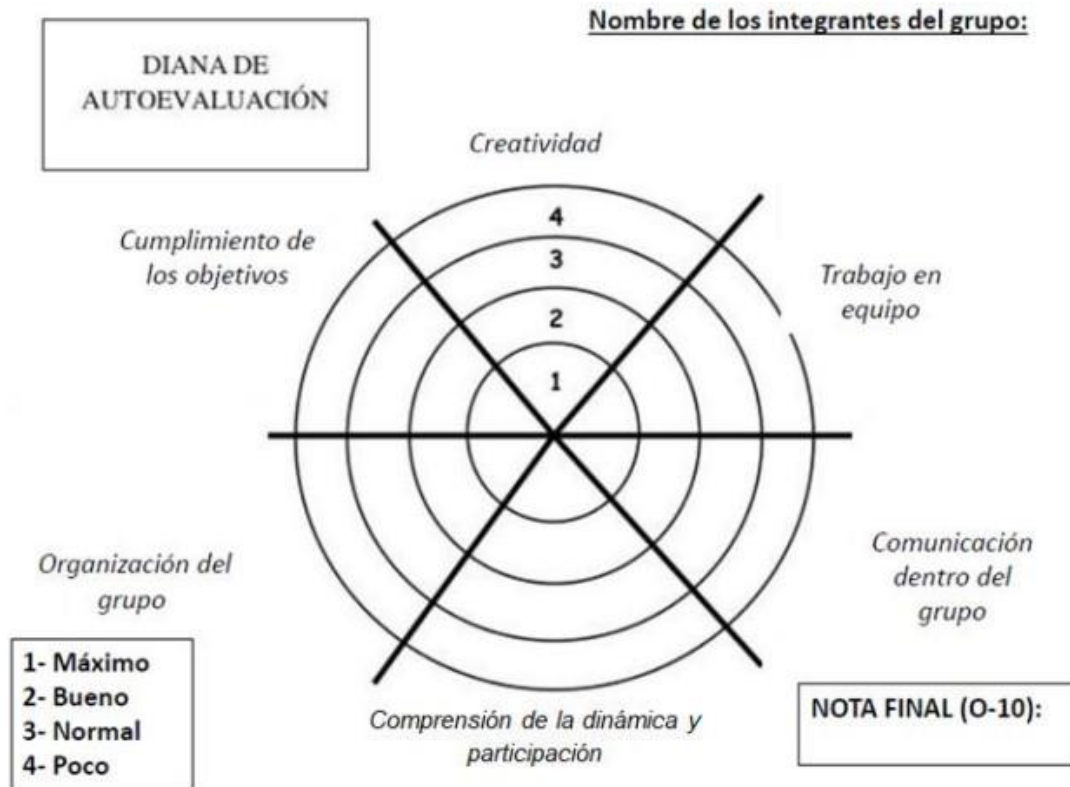 Nombre de los integrantes del grupo:
DIANA DE
AUTOEVALUACIÓN
Creatividad
Cumplimiento de
los objetivos
Trabajo en
equipo
4
3
2
1
Organización del
grupo
Comunicación
dentro del
grupo
1- Máximo
2- Bueno
3- Normal
4- Poco
Comprensión de la dinámica y
participación
NOTA FINAL (O-10):